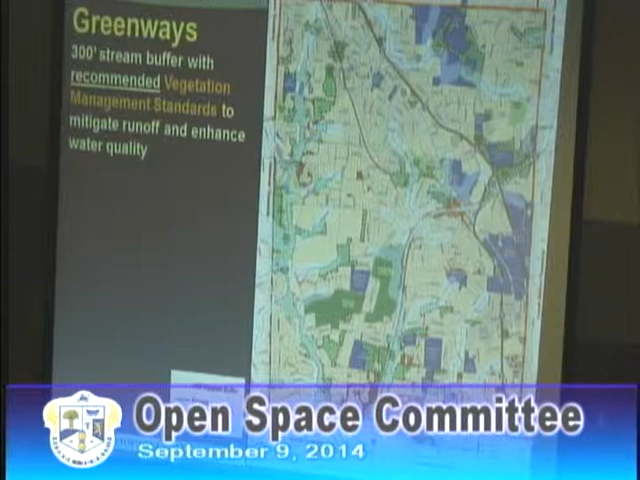 Greenways
300' stream buffer with
recommended Vegetation
Management Standards to
mitigate runoff and enhance
water quality
Open Space Committee
September 9, 2014